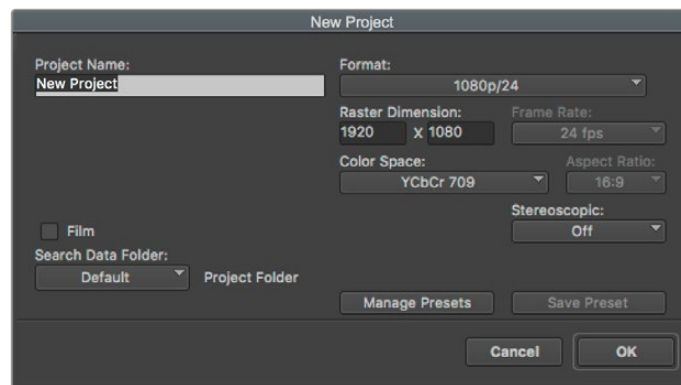 New Project
Project Name:
New Project
Format:
1080p/24
Raster Dimension:
Frame Rate:
1920 X 1080
24 fps
Color Space:
Aspect Ratio:
YCbCr 709
16:9
Stereoscopic:
Off
Film
Search Data Folder:
Default
Project Folder
Manage Presets
Save Preset
Cancel
OK